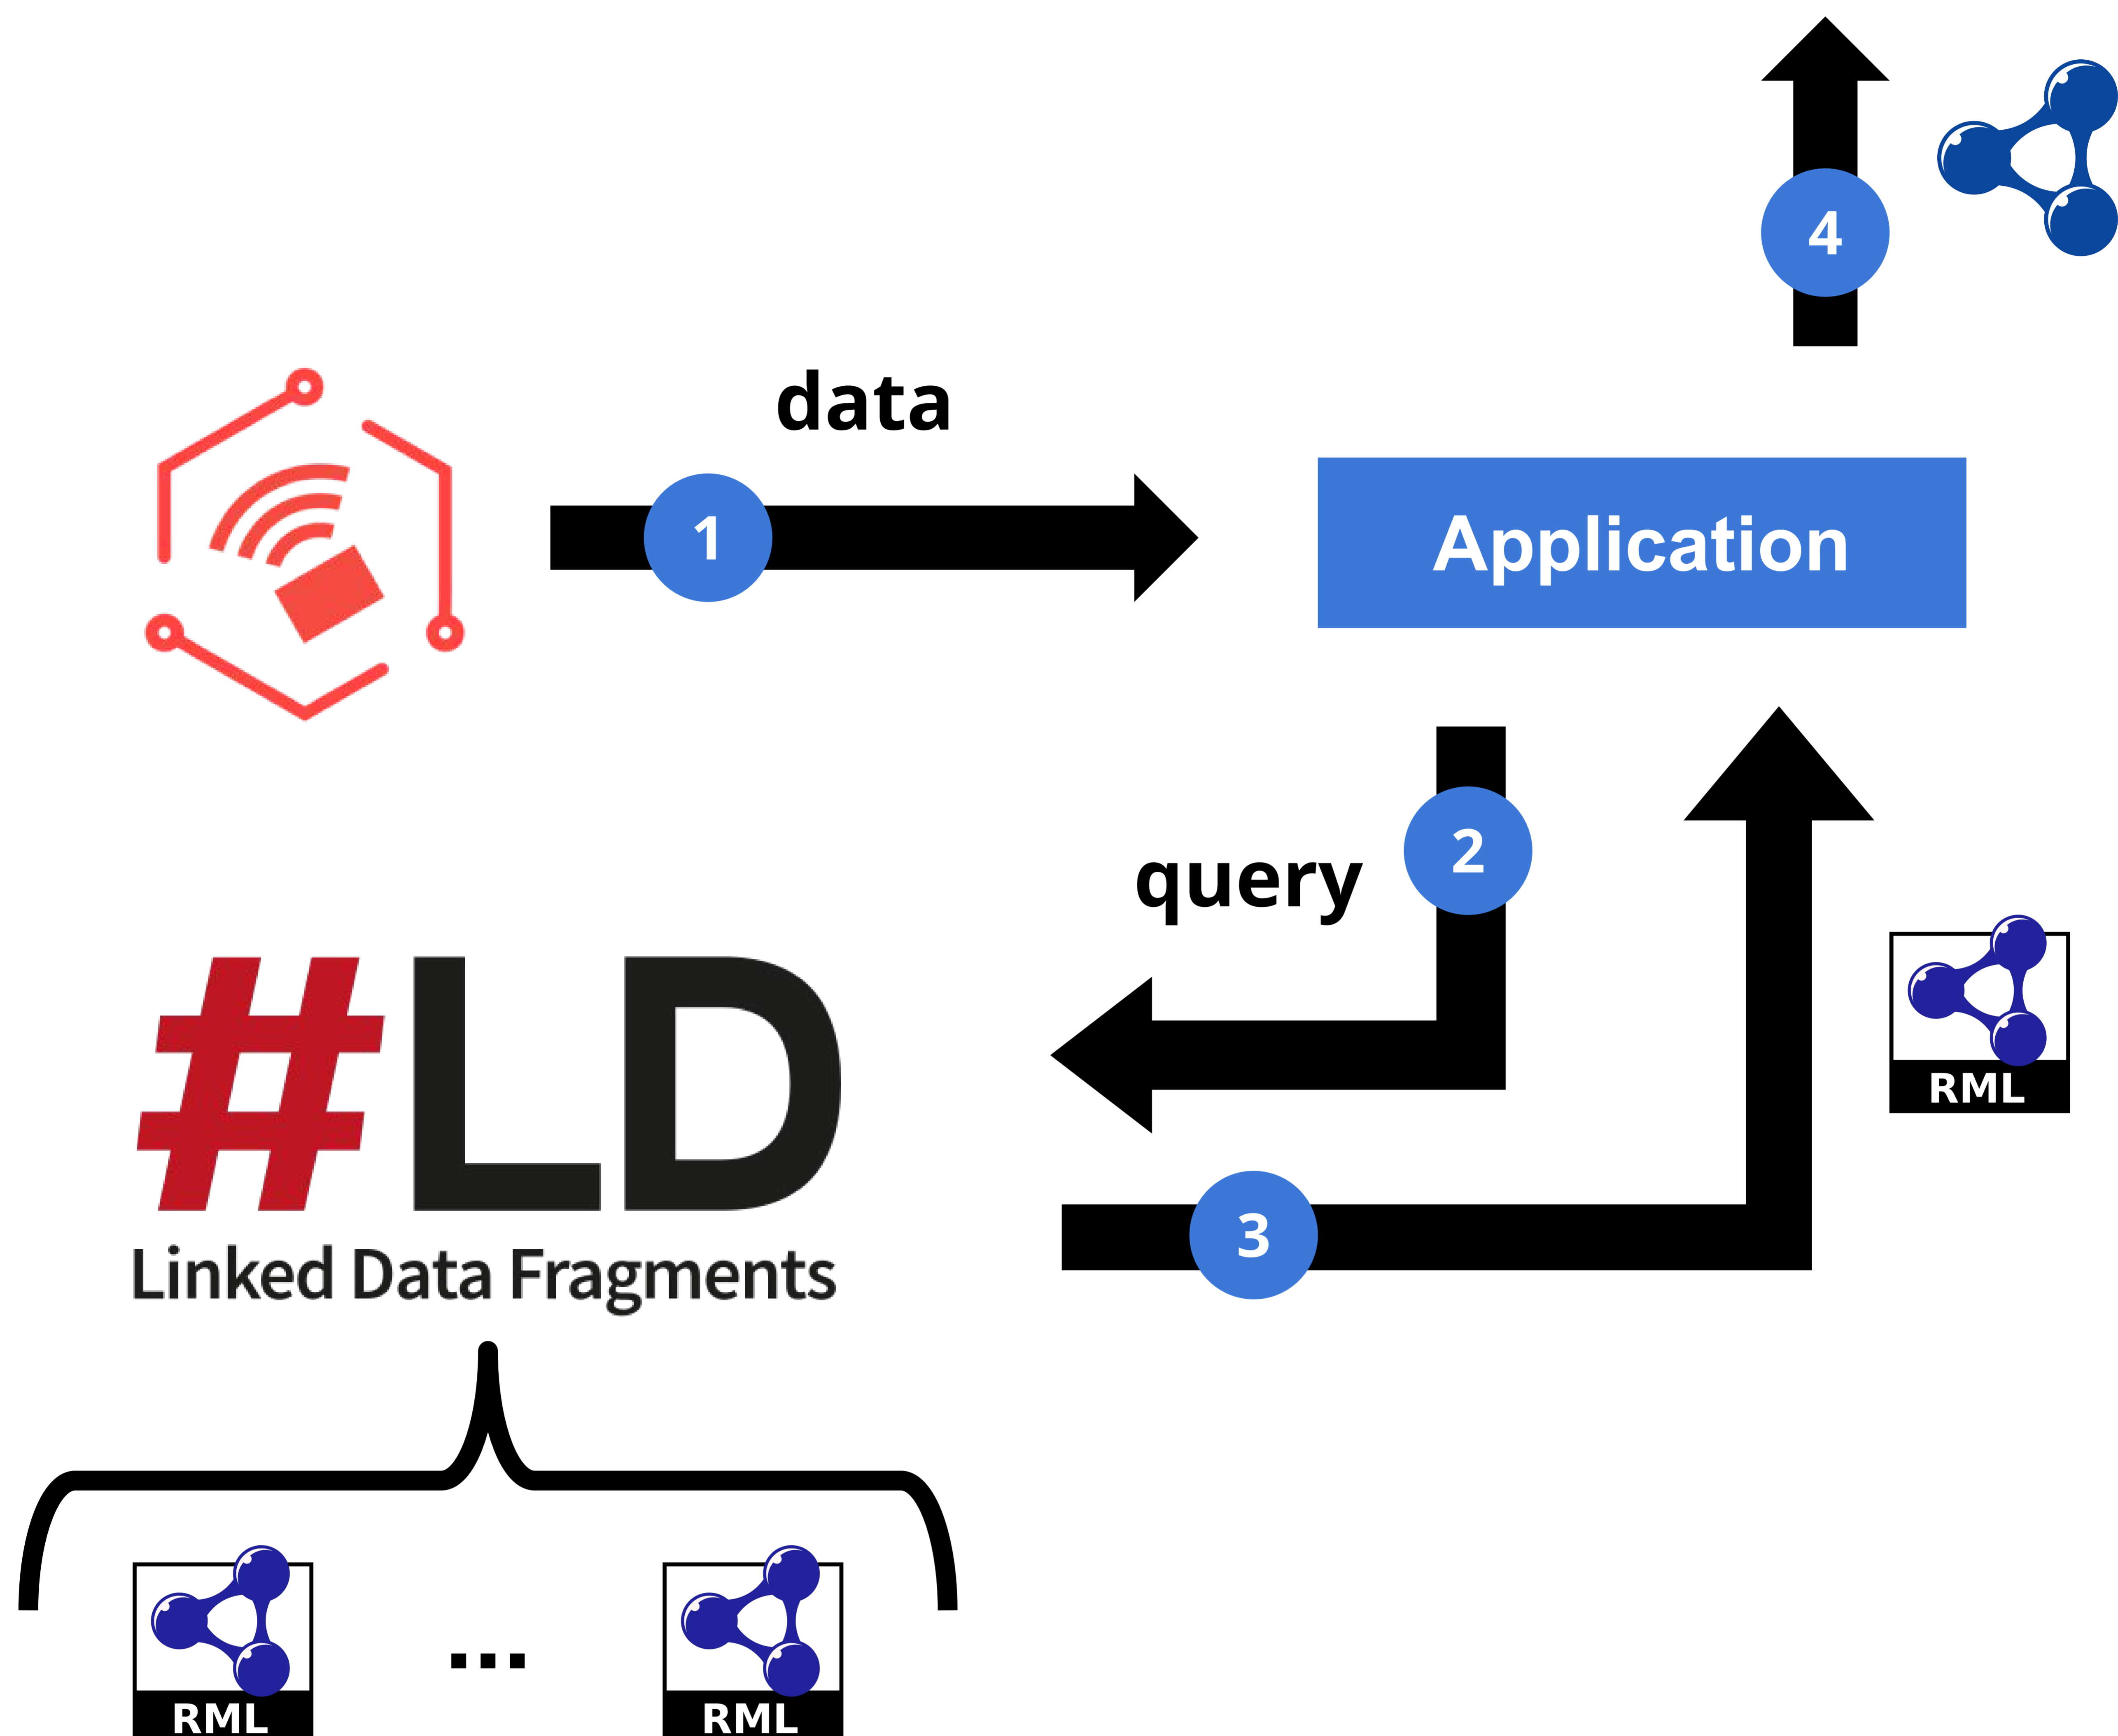 4
data
1
Application
2
query
#LD
Linked Data Fragments
3
RML
...
RML
RML